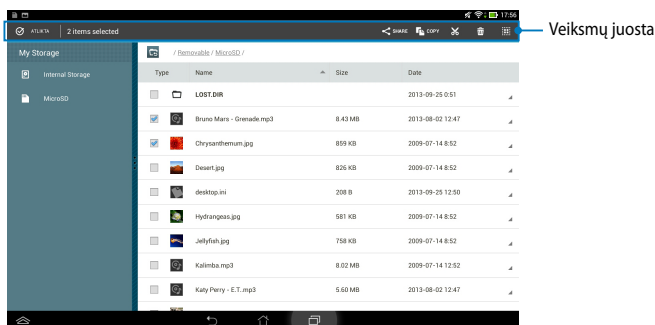 17:56
ATLIKTA 2 items selected SHARE COPY
Veiksmų juosta
My Storage
Internal Storage
MicroSD
/ Removable / MicroSD /
Type Name Size Date
LOST.DIR 2013-09-25 0:51
Bruno Mars - Grenade.mp3 8.43 MB 2013-08-02 12:47
Chrysanthemum.jpg 859 KB 2009-07-14 8:52
Desert.jpg 826 KB 2009-07-14 8:52
desktop.ini 208 B 2013-09-25 12:50
Hydrangeas.jpg 581 KB 2009-07-14 8:52
Jellyfish.jpg 758 KB 2009-07-14 8:52
Kalimba.mp3 8.02 MB 2009-07-14 12:52
Katy Perry - E.T..mp3 5.60 MB 2013-08-02 12:47